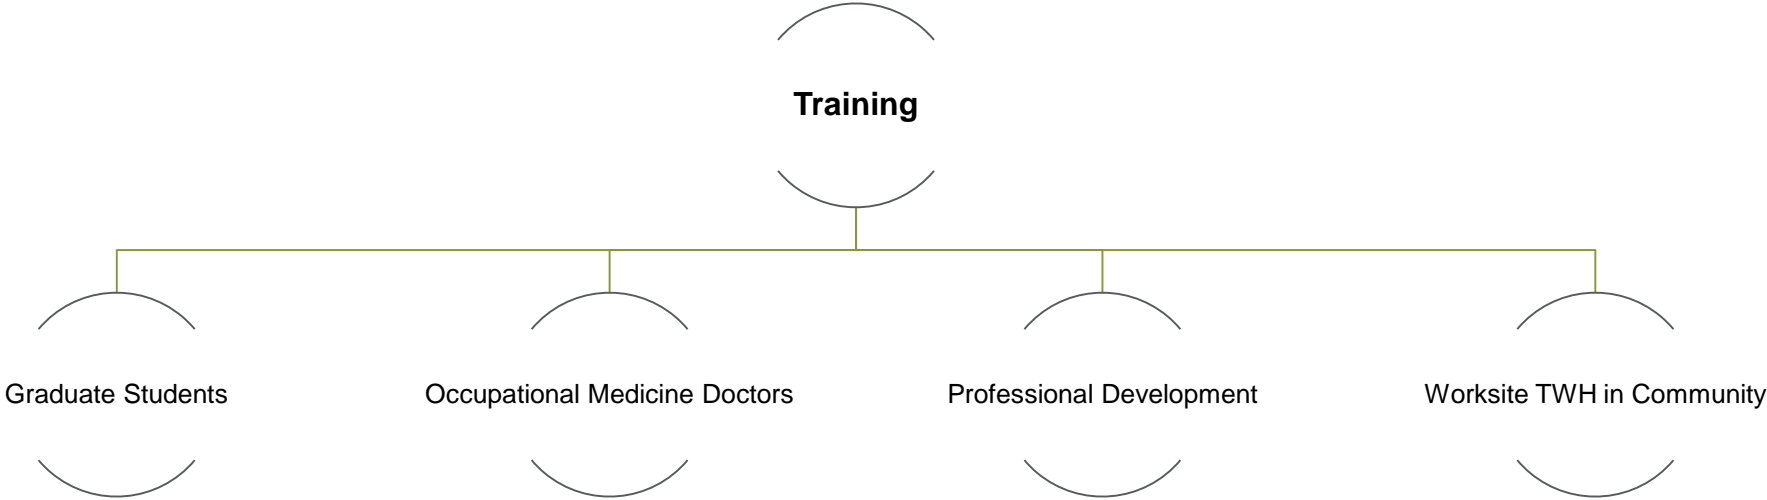 Training
Graduate Students
Occupational Medicine Doctors
Professional Development
Worksite TWH in Community